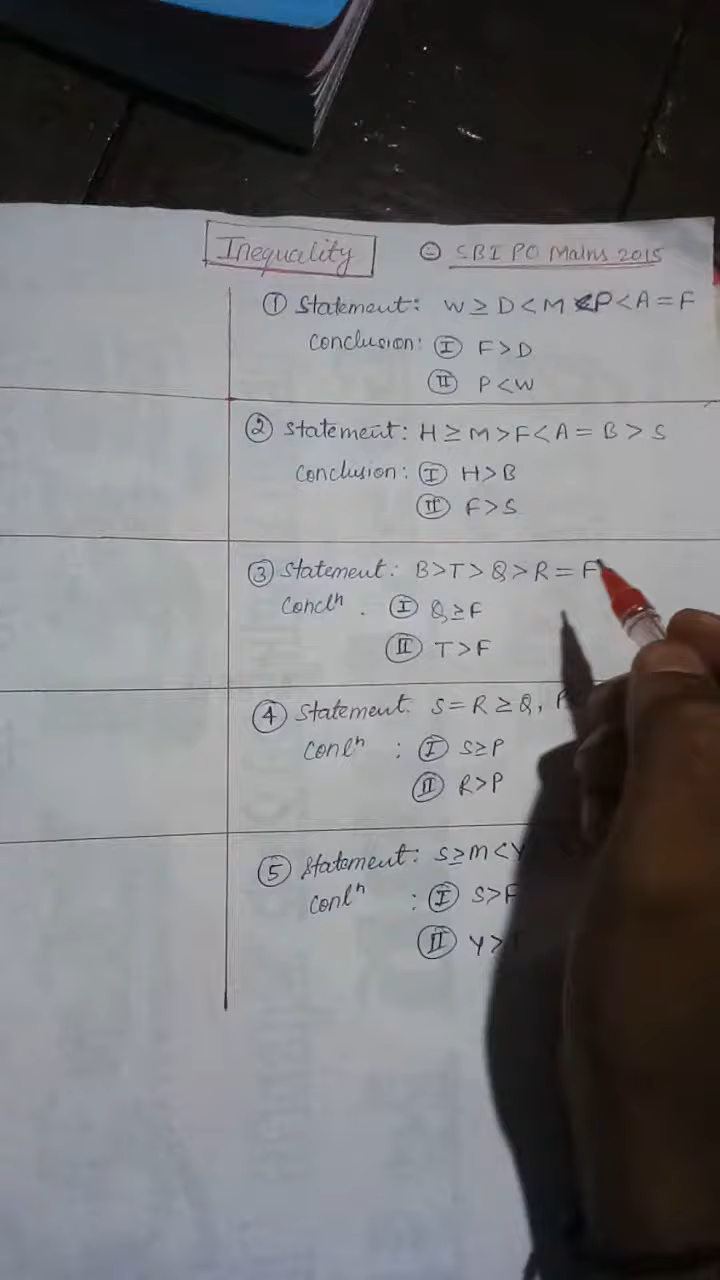 Inequality
SBI PO Mains 2015
① Statement: W ≥ D < M < P < A = F
Conclusion: Ⓘ F > D
Ⅱ P < W
② Statement: H ≥ M > F < A = B > S
Conclusion: Ⓘ H > B
Ⅱ F > S
③ Statement: B > T > Q > R = F
Conclⁿ. Ⓘ Q ≥ F
Ⅱ T > F
④ Statement: S = R ≥ Q, P
Conlⁿ : Ⓘ S ≥ P
Ⅱ R > P
⑤ Statement: S ≥ M < Y
Conlⁿ : Ⓘ S > F
Ⅱ Y >